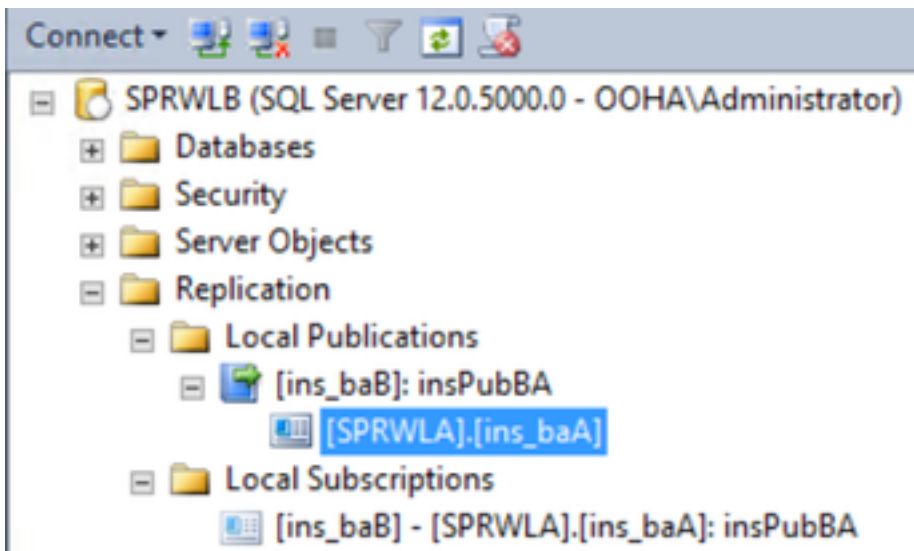 Connect
SPRWLB (SQL Server 12.0.5000.0 - OOHA\Administrator)
Databases
Security
Server Objects
Replication
Local Publications
[ins_baB]: insPubBA
[SPRWLA].[ins_baA]
Local Subscriptions
[ins_baB] - [SPRWLA].[ins_baA]: insPubBA